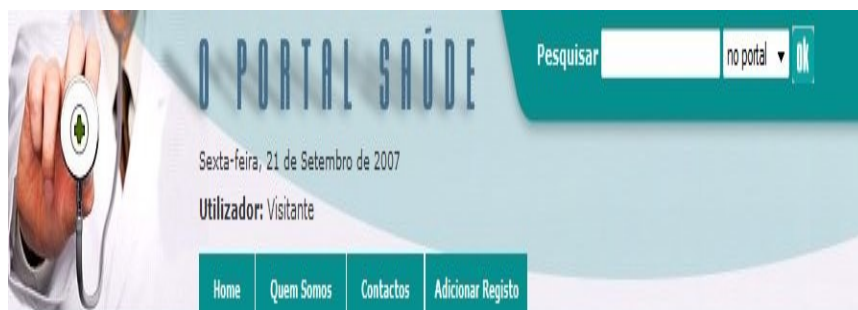 O PORTAL SAÚDE
Pesquisar no portal ok
Sexta-feira, 21 de Setembro de 2007
Utilizador: Visitante
Home Quem Somos Contactos Adicionar Registo